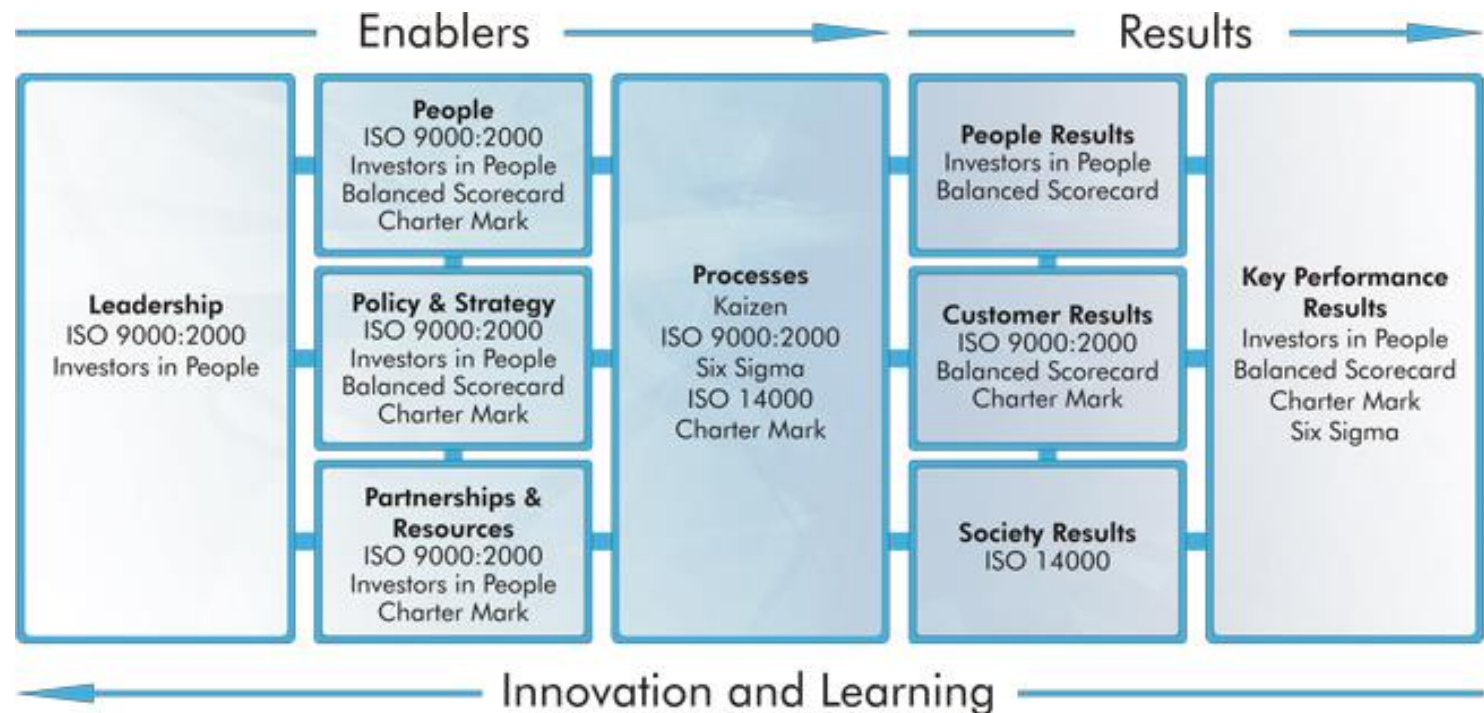 Enablers
Results
Leadership
ISO 9000:2000
Investors in People
People
ISO 9000:2000
Investors in People
Balanced Scorecard
Charter Mark
Policy & Strategy
ISO 9000:2000
Investors in People
Balanced Scorecard
Charter Mark
Partnerships &
Resources
ISO 9000:2000
Investors in People
Charter Mark
Processes
Kaizen
ISO 9000:2000
Six Sigma
ISO 14000
Charter Mark
People Results
Investors in People
Balanced Scorecard
Customer Results
ISO 9000:2000
Balanced Scorecard
Charter Mark
Society Results
ISO 14000
Key Performance
Results
Investors in People
Balanced Scorecard
Charter Mark
Six Sigma
Innovation and Learning